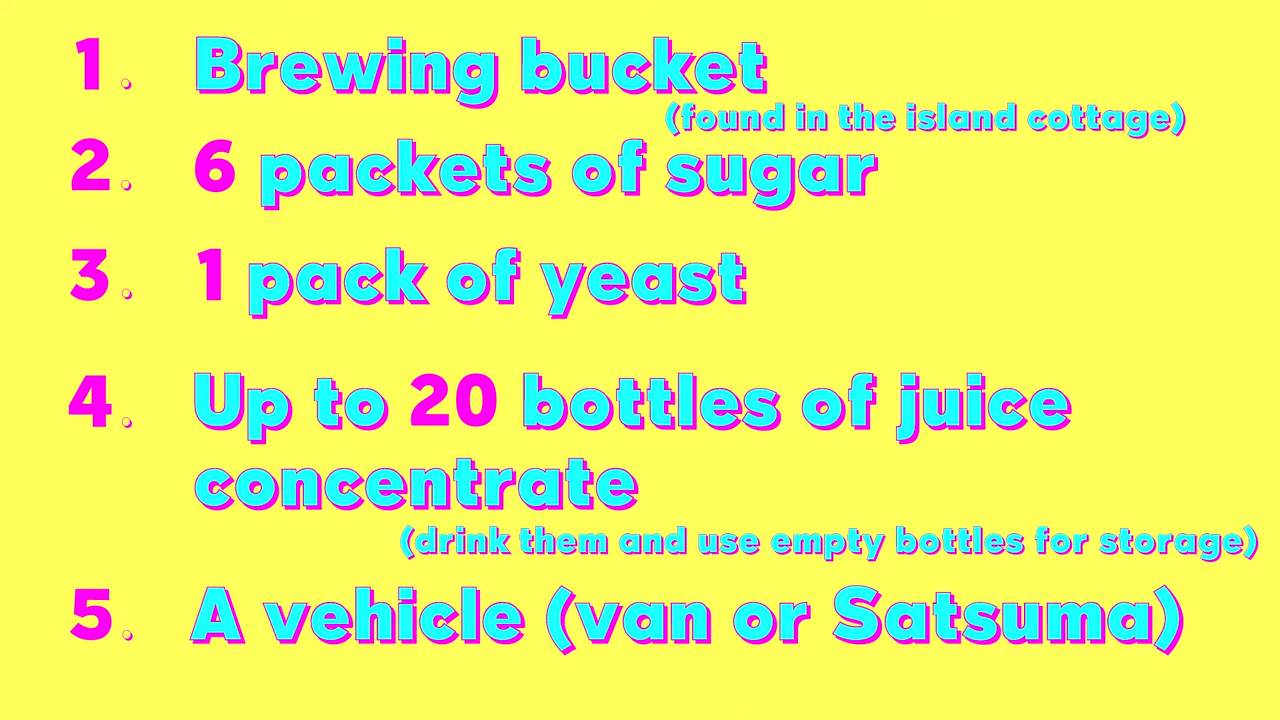 1. Brewing bucket
(found in the island cottage)
2. 6 packets of sugar
3. 1 pack of yeast
4. Up to 20 bottles of juice
concentrate
(drink them and use empty bottles for storage)
5. A vehicle (van or Satsuma)